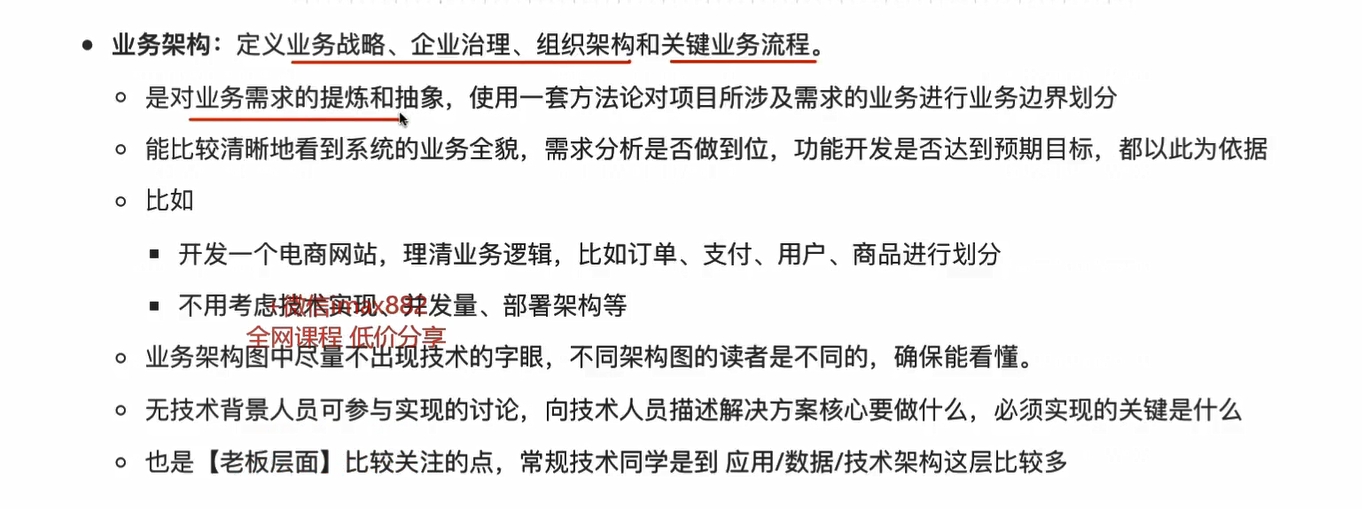 业务架构：定义业务战略、企业治理、组织架构和关键业务流程。
是对业务需求的提炼和抽象，使用一套方法论对项目所涉及需求的业务进行业务边界划分
能比较清晰地看到系统的业务全貌，需求分析是否做到位，功能开发是否达到预期目标，都以此为依据
比如
开发一个电商网站，理清业务逻辑，比如订单、支付、用户、商品进行划分
不用考虑技术实现、并发量、部署架构等
全网课程 低价分享
业务架构图中尽量不出现技术的字眼，不同架构图的读者是不同的，确保能看懂。
无技术背景人员可参与实现的讨论，向技术人员描述解决方案核心要做什么，必须实现的关键是什么
也是【老板层面】比较关注的点，常规技术同学是到 应用/数据/技术架构这层比较多